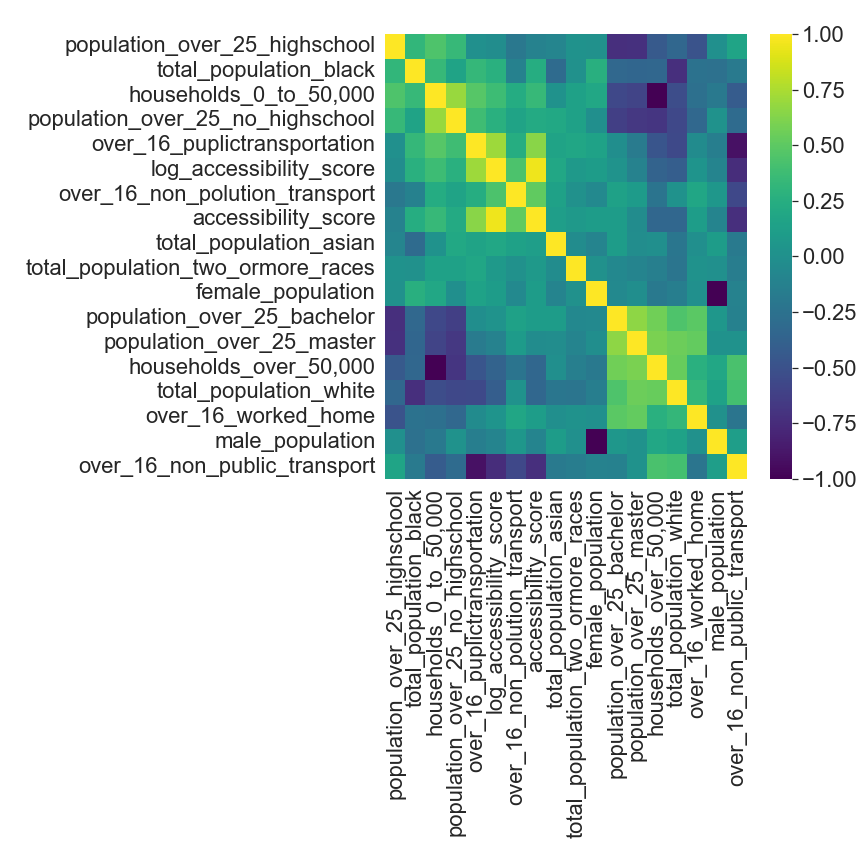 population_over_25_highschool
total_population_black
households_0_to_50,000
population_over_25_no_highschool
over_16_puplictransportation
log_accessibility_score
over_16_non_polution_transport
accessibility_score
total_population_asian
total_population_two_ormore_races
female_population
population_over_25_bachelor
population_over_25_master
households_over_50,000
total_population_white
over_16_worked_home
male_population
over_16_non_public_transport
population_over_25_highschool
total_population_black
households_0_to_50,000
population_over_25_no_highschool
over_16_puplictransportation
log_accessibility_score
over_16_non_polution_transport
accessibility_score
total_population_asian
total_population_two_ormore_races
female_population
population_over_25_bachelor
population_over_25_master
households_over_50,000
total_population_white
over_16_worked_home
male_population
over_16_non_public_transport
1.00
0.75
0.50
0.25
0.00
−0.25
−0.50
−0.75
−1.00